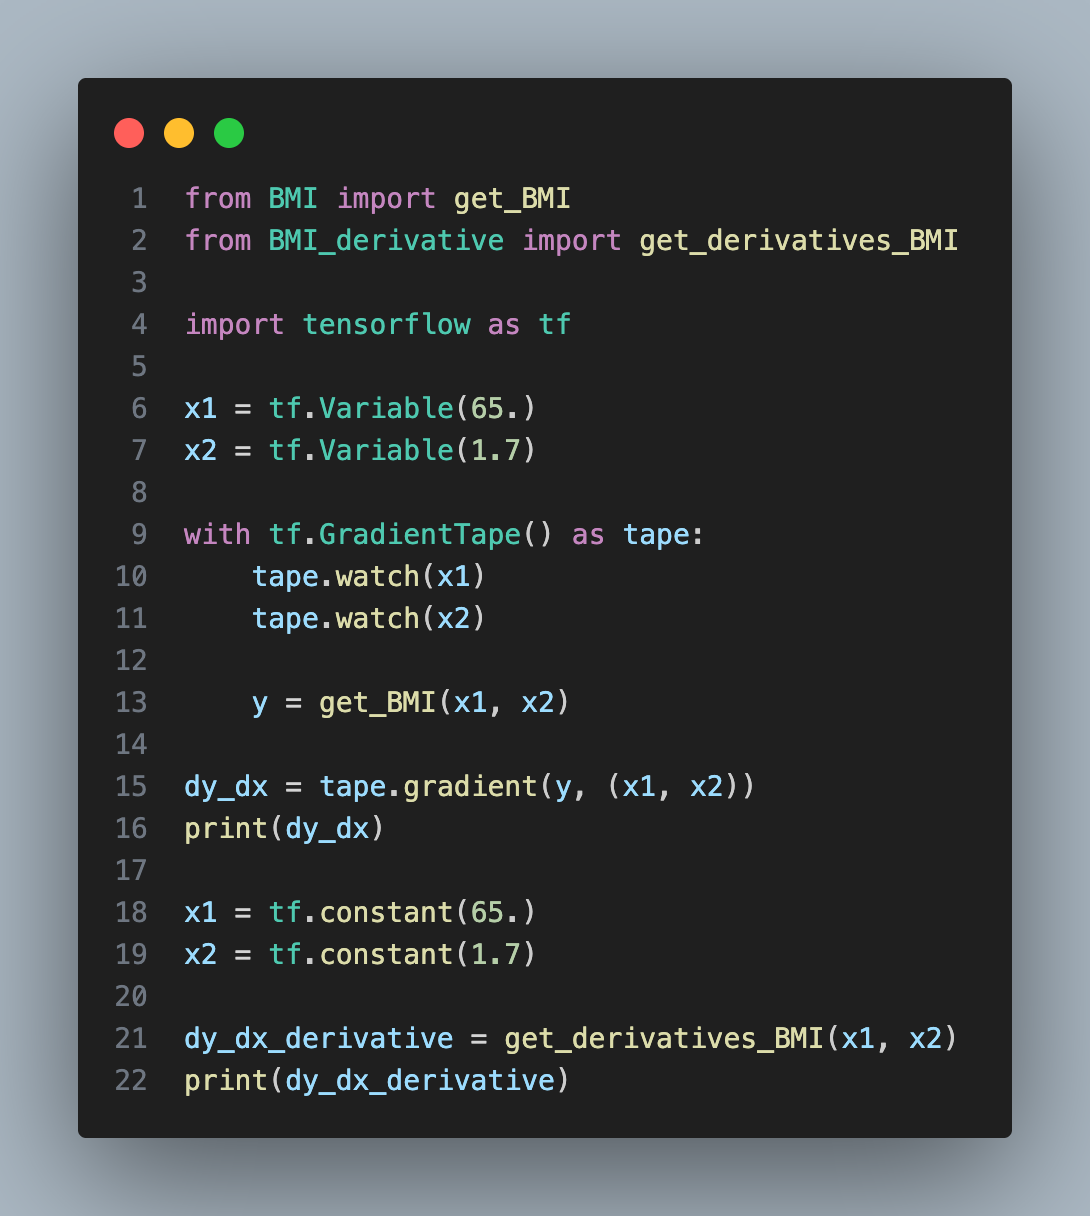 1 from BMI import get_BMI
2 from BMI_derivative import get_derivatives_BMI
3
4 import tensorflow as tf
5
6 x1 = tf.Variable(65.)
7 x2 = tf.Variable(1.7)
8
9 with tf.GradientTape() as tape:
10     tape.watch(x1)
11     tape.watch(x2)
12
13     y = get_BMI(x1, x2)
14
15 dy_dx = tape.gradient(y, (x1, x2))
16 print(dy_dx)
17
18 x1 = tf.constant(65.)
19 x2 = tf.constant(1.7)
20
21 dy_dx_derivative = get_derivatives_BMI(x1, x2)
22 print(dy_dx_derivative)